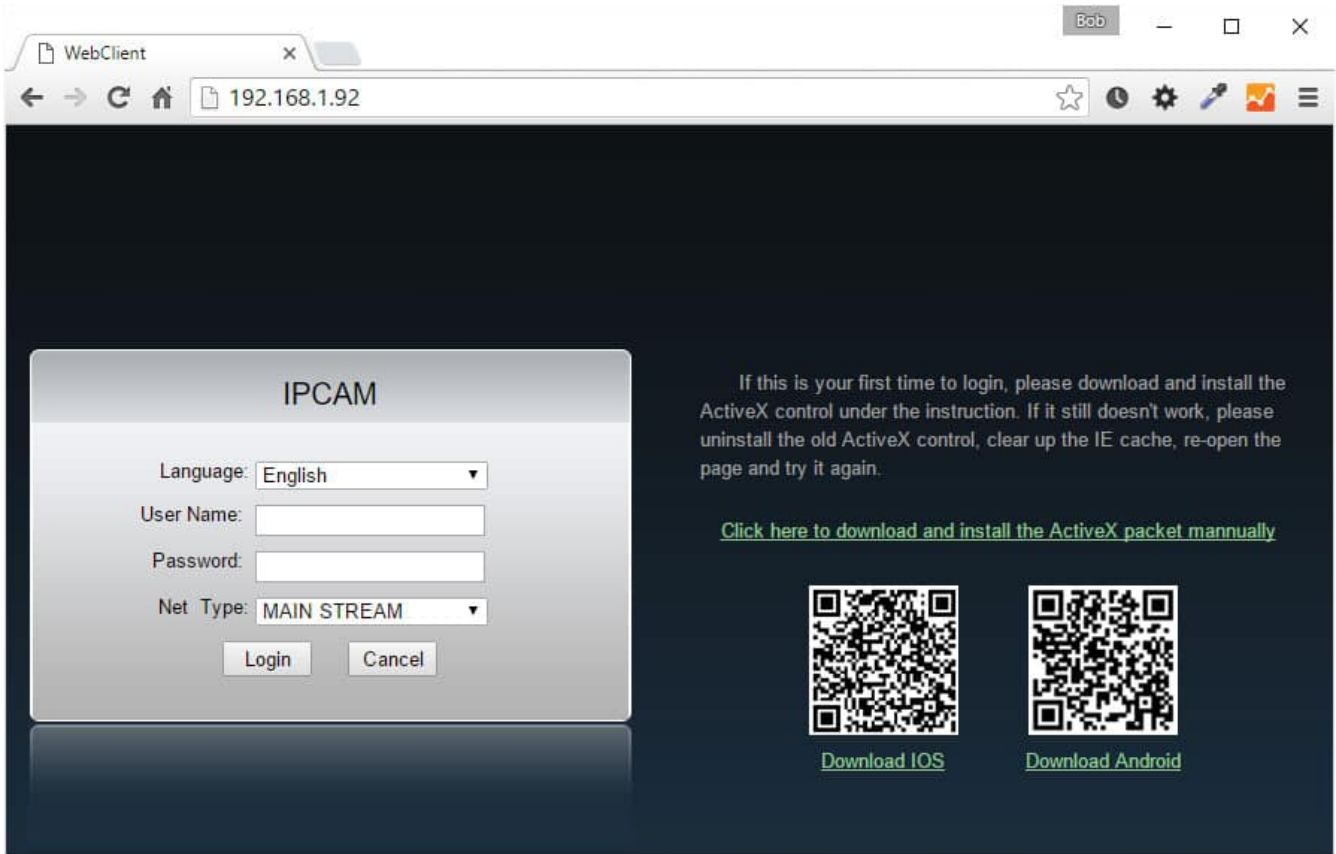 Bob
WebClient
192.168.1.92
IPCAM
Language: English
User Name:
Password:
Net Type: MAIN STREAM
Login Cancel
If this is your first time to login, please download and install the
ActiveX control under the instruction. If it still doesn't work, please
uninstall the old ActiveX control, clear up the IE cache, re-open the
page and try it again.
Click here to download and install the ActiveX packet mannually
Download IOS Download Android